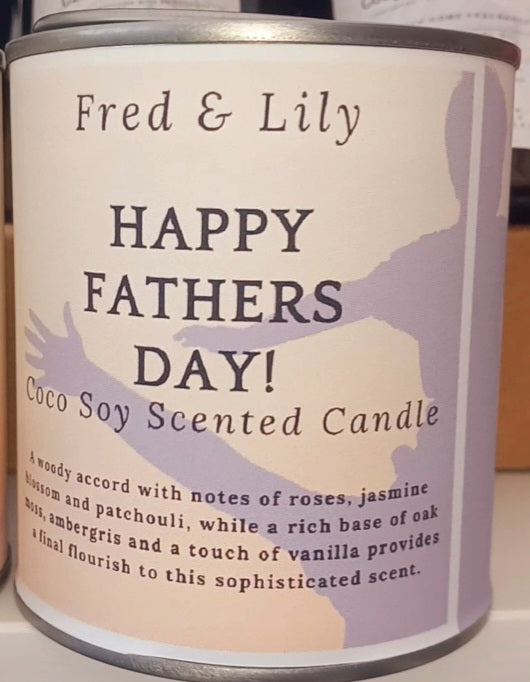 Fred & Lily
HAPPY
FATHERS
DAY!
Coco Soy Scented Candle
A woody accord with notes of roses, jasmine
blossom and patchouli, while a rich base of oak
moss, ambergris and a touch of vanilla provides
a final flourish to this sophisticated scent.